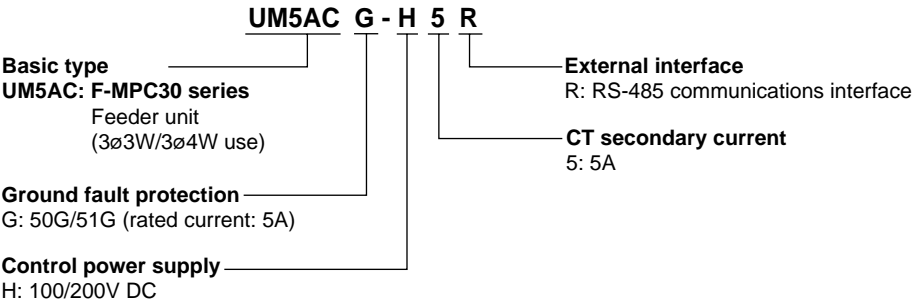 UM5AC G - H 5 R
Basic type
UM5AC: F-MPC30 series
Feeder unit
(3ø3W/3ø4W use)
External interface
R: RS-485 communications interface
CT secondary current
5: 5A
Ground fault protection
G: 50G/51G (rated current: 5A)
Control power supply
H: 100/200V DC